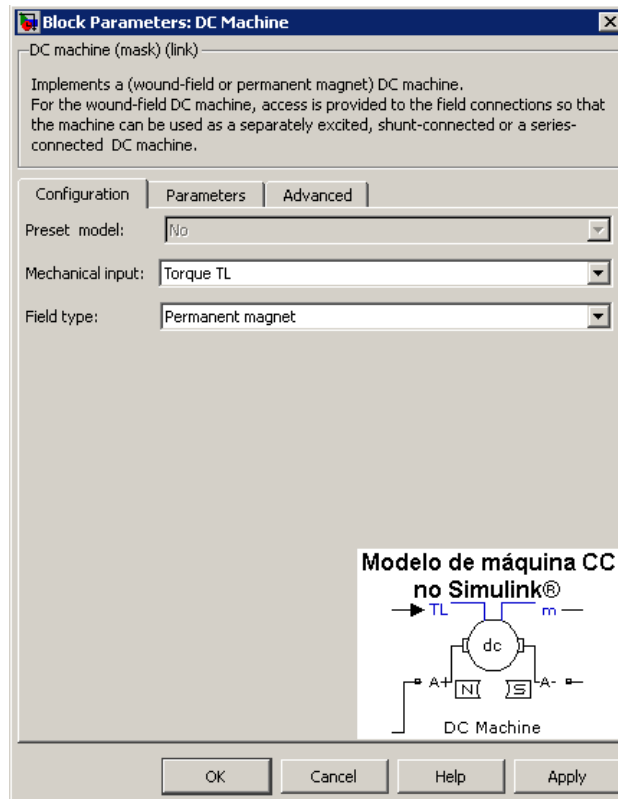 Block Parameters: DC Machine
DC machine (mask) (link)
Implements a (wound-field or permanent magnet) DC machine.
For the wound-field DC machine, access is provided to the field connections so that
the machine can be used as a separately excited, shunt-connected or a series-
connected DC machine.
Configuration Parameters Advanced
Preset model: No
Mechanical input: Torque TL
Field type: Permanent magnet
Modelo de máquina CC
no Simulink®
TL m
dc
A+ N S A-
DC Machine
OK Cancel Help Apply